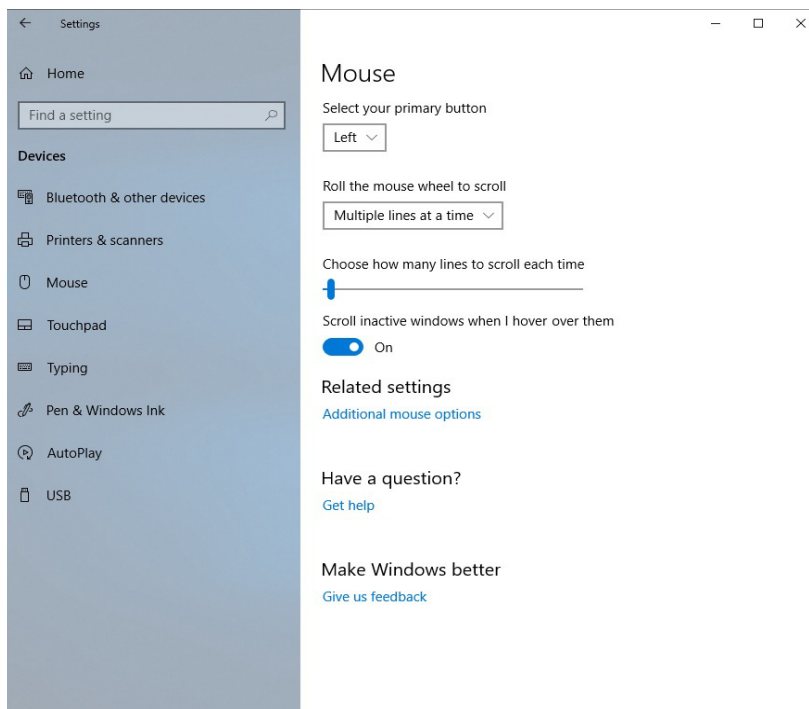 Settings
Home
Find a setting
Devices
Bluetooth & other devices
Printers & scanners
Mouse
Touchpad
Typing
Pen & Windows Ink
AutoPlay
USB
Mouse
Select your primary button
Left
Roll the mouse wheel to scroll
Multiple lines at a time
Choose how many lines to scroll each time
Scroll inactive windows when I hover over them
On
Related settings
Additional mouse options
Have a question?
Get help
Make Windows better
Give us feedback